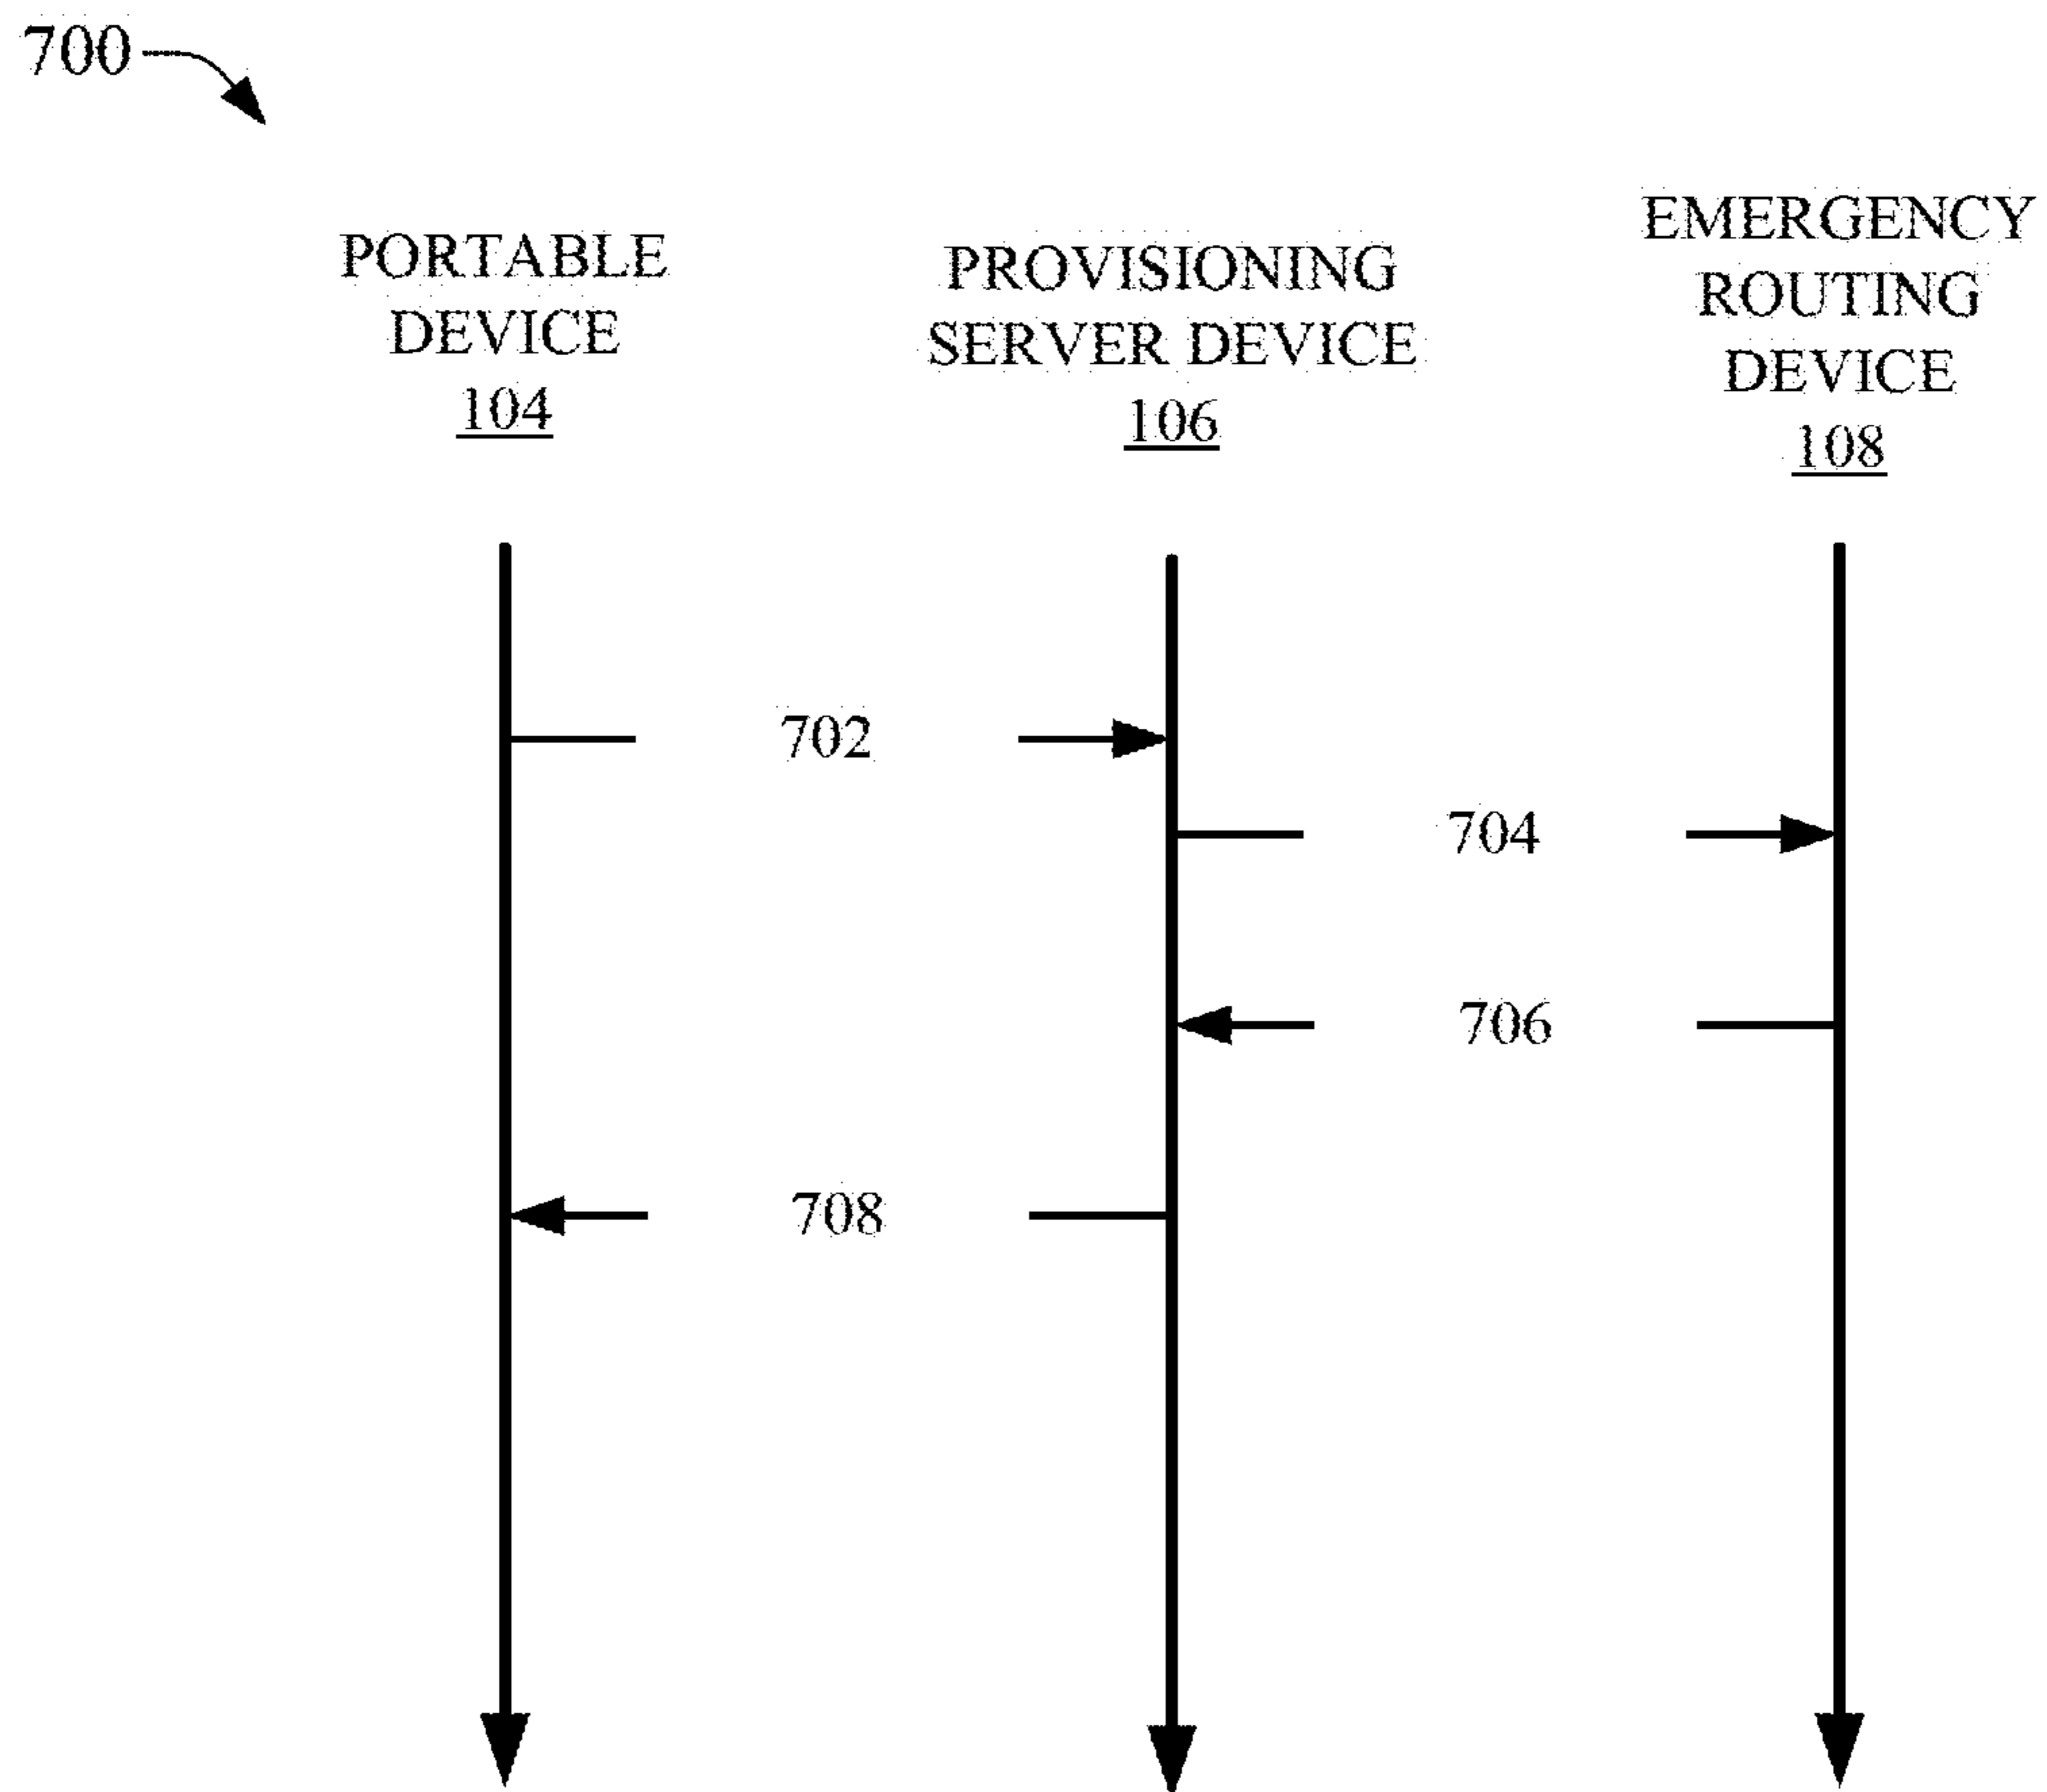 700
PORTABLE
DEVICE
104
PROVISIONING
SERVER DEVICE
106
EMERGENCY
ROUTING
DEVICE
108
702
704
706
708